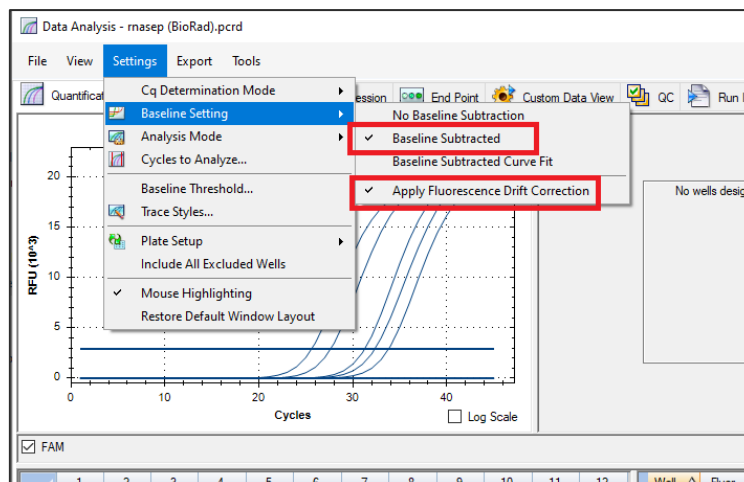 Data Analysis - rnasep (BioRad).pcrd
File View Settings Export Tools
Quantificat ession End Point Custom Data View QC Run I
Cq Determination Mode
Baseline Setting
Analysis Mode
Cycles to Analyze...
Baseline Threshold...
Trace Styles...
Plate Setup
Include All Excluded Wells
Mouse Highlighting
Restore Default Window Layout
No Baseline Subtraction
Baseline Subtracted
Baseline Subtracted Curve Fit
Apply Fluorescence Drift Correction
No wells desig
RFU (10^3)
20
15
10
5
0
0 10 20 30 40
Cycles
Log Scale
FAM
1 2 3 4 5 6 7 8 9 10 11 12 Well Fluor